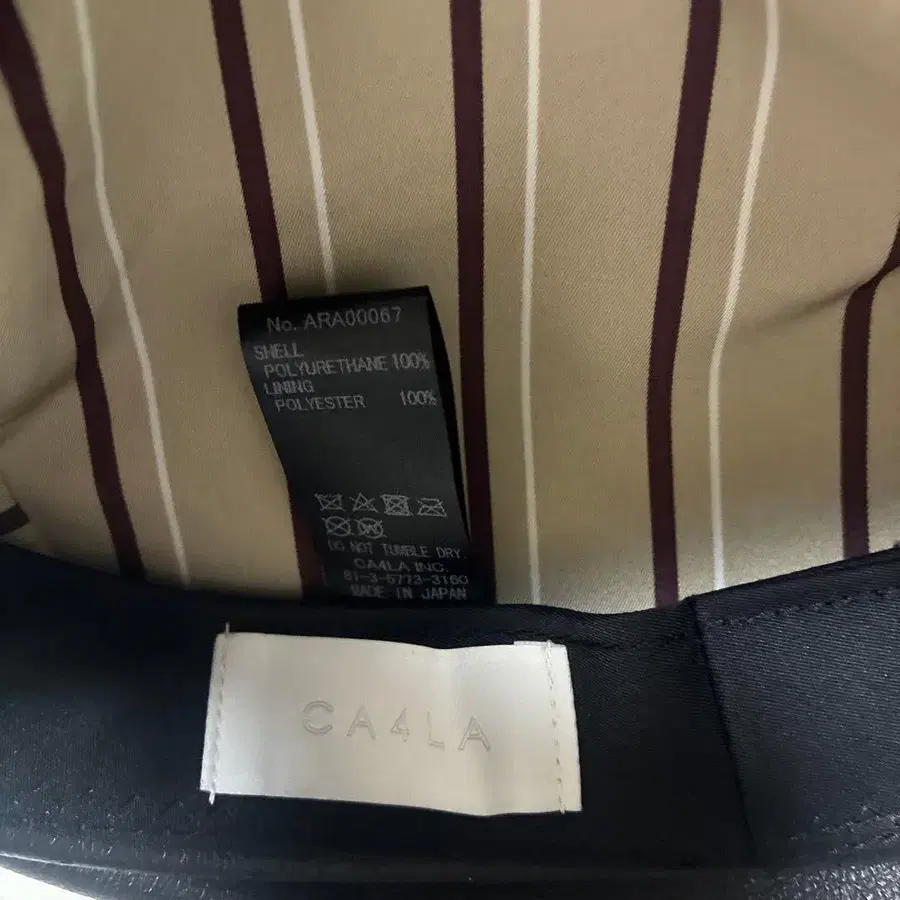 No. ARA00067
SHELL
POLYURETHANE 100%
LINING
POLYESTER 100%
DO NOT TUMBLE DRY.
CA4LA INC.
81-3-5773-3160
MADE IN JAPAN
CA4LA